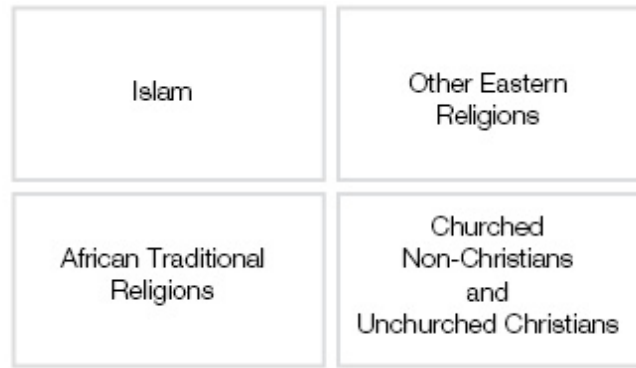 Islam
Other Eastern
Religions
African Traditional
Religions
Churched
Non-Christians
and
Unchurched Christians